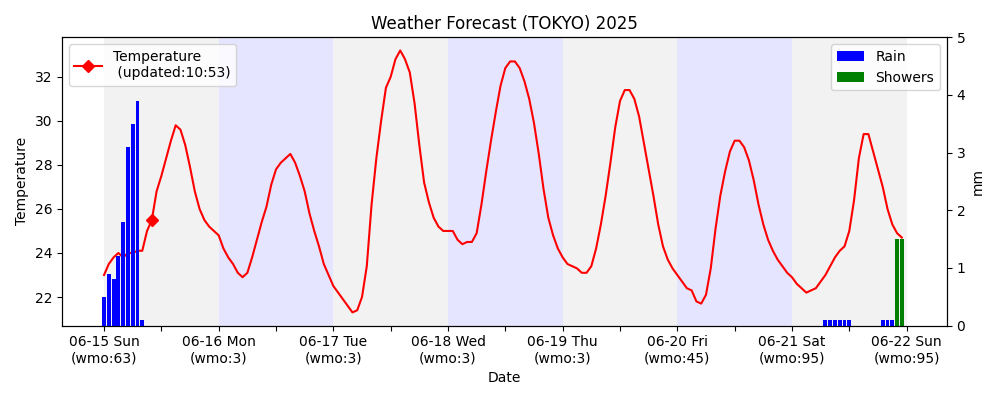 Weather Forecast (TOKYO) 2025
Temperature
(updated:10:53)
Rain
Showers
Temperature
32
30
28
26
24
22
5
4
3
2
1
0
mm
06-15 Sun
(wmo:63)
06-16 Mon
(wmo:3)
06-17 Tue
(wmo:3)
06-18 Wed
(wmo:3)
06-19 Thu
(wmo:3)
06-20 Fri
(wmo:45)
06-21 Sat
(wmo:95)
06-22 Sun
(wmo:95)
Date